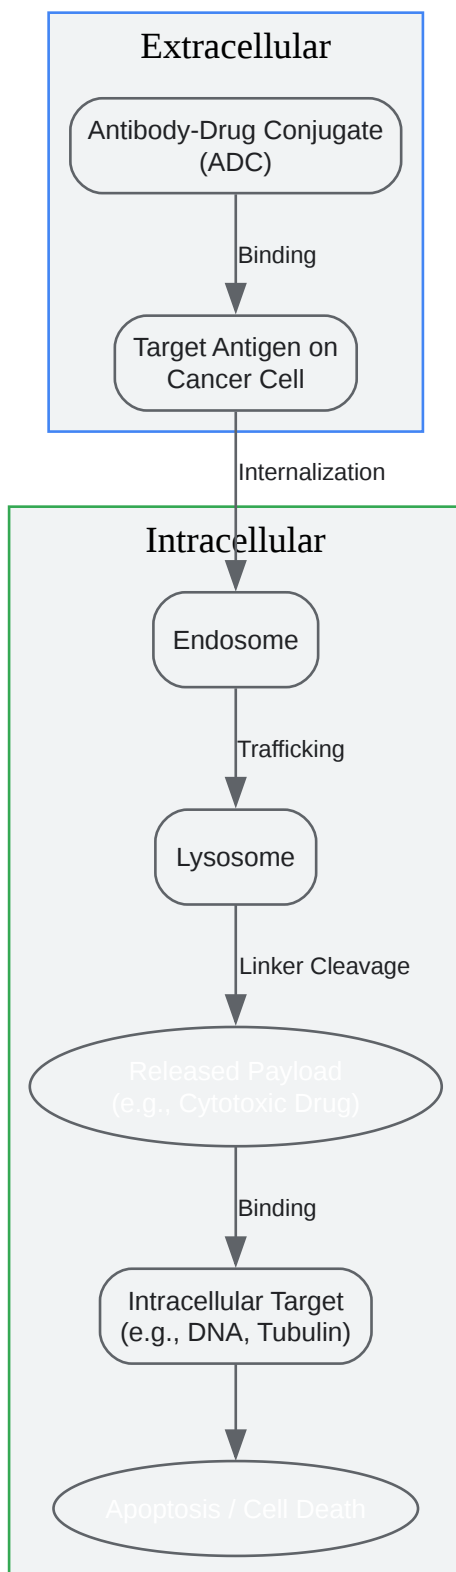 Extracellular
Antibody-Drug Conjugate
(ADC)
Binding
Target Antigen on
Cancer Cell
Internalization
Intracellular
Endosome
Trafficking
Lysosome
Linker Cleavage
Released Payload
(e.g., Cytotoxic Drug)
Binding
Intracellular Target
(e.g., DNA, Tubulin)
Apoptosis / Cell Death